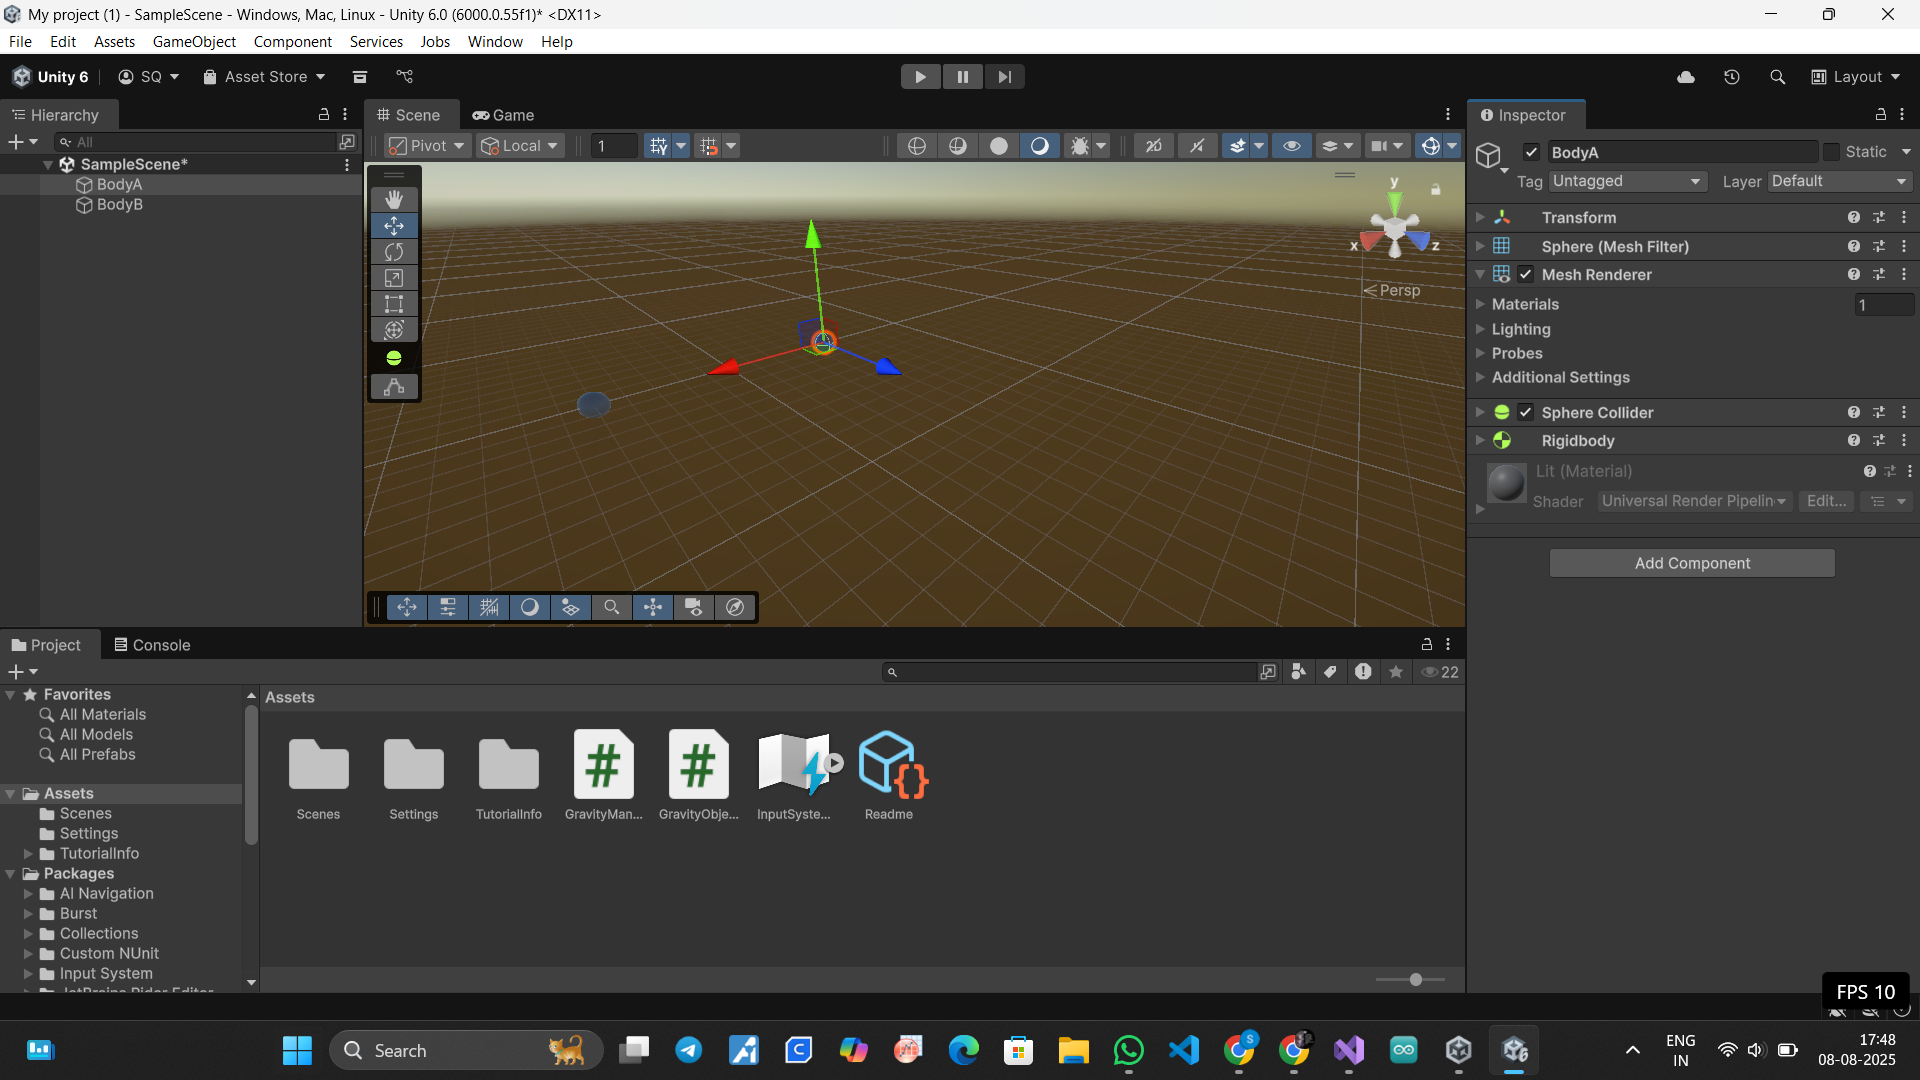 My project (1) - SampleScene - Windows, Mac, Linux - Unity 6.0 (6000.0.55f1)* <DX11>
File Edit Assets GameObject Component Services Jobs Window Help
Unity 6 SQ Asset Store Layout
Hierarchy
All
SampleScene*
BodyA
BodyB
Scene Game
Pivot Local 1 2D
y
x z
Persp
Inspector
BodyA Static
Tag Untagged Layer Default
Transform
Sphere (Mesh Filter)
Mesh Renderer
Materials 1
Lighting
Probes
Additional Settings
Sphere Collider
Rigidbody
Lit (Material)
Shader Universal Render Pipelin Edit...
Add Component
Project Console
22
Favorites
All Materials
All Models
All Prefabs
Assets
Scenes
Settings
TutorialInfo
Packages
AI Navigation
Burst
Collections
Custom NUnit
Input System
JetBrains Rider Editor
Assets
Scenes Settings TutorialInfo GravityMan... GravityObje... InputSyste... Readme
FPS 10
Search
ENG
IN
17:48
08-08-2025